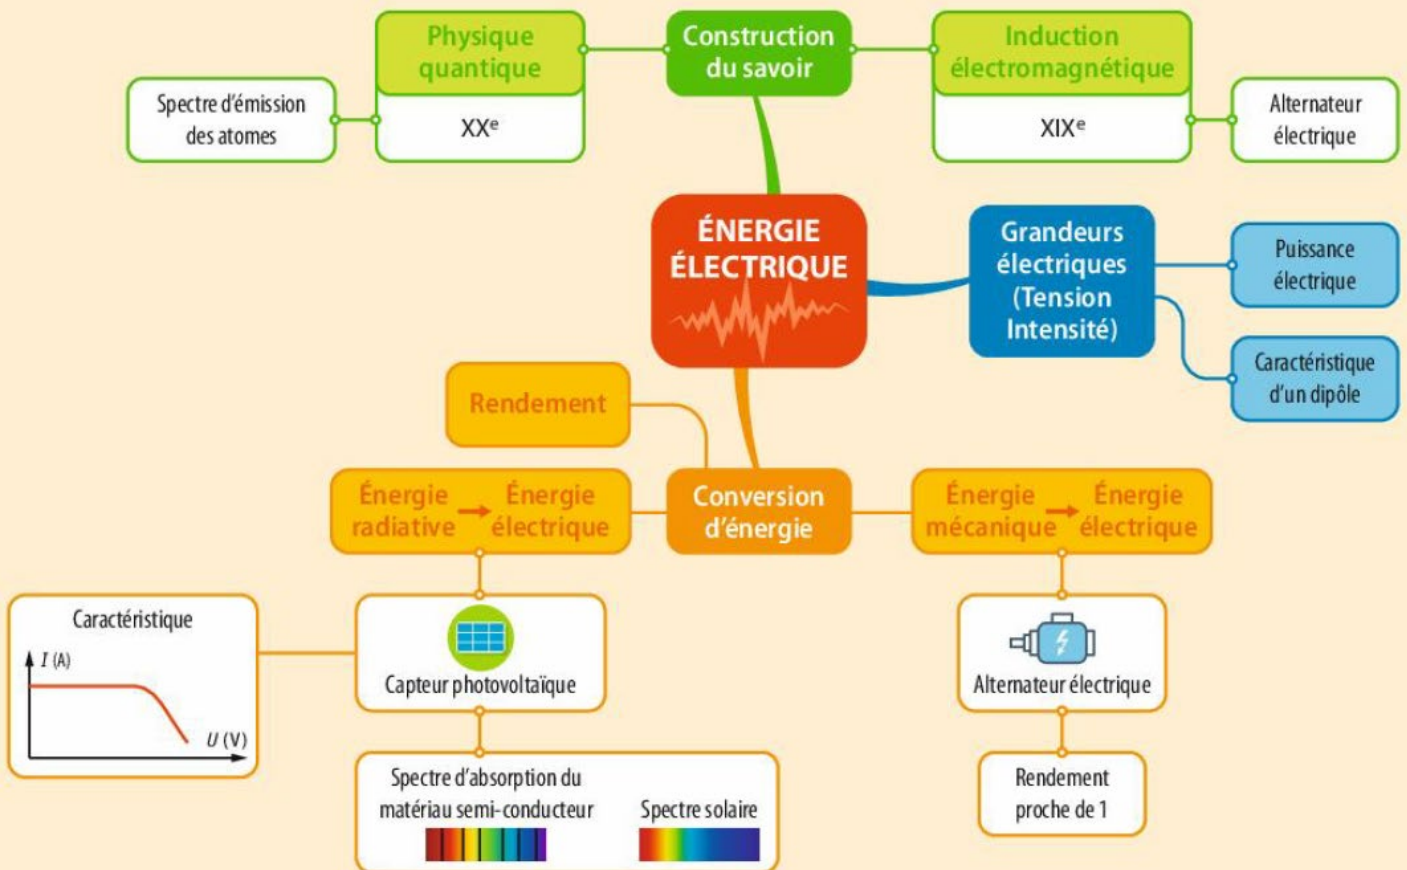 Physique
quantique
XXᵉ
Spectre d'émission
des atomes
Construction
du savoir
Induction
électromagnétique
XIXᵉ
Alternateur
électrique
ÉNERGIE
ÉLECTRIQUE
Grandeurs
électriques
(Tension
Intensité)
Puissance
électrique
Caractéristique
d'un dipôle
Rendement
Conversion
d'énergie
Énergie
radiative
→
Énergie
électrique
Énergie
mécanique
→
Énergie
électrique
Caractéristique
I (A)
U (V)
Capteur photovoltaïque
Alternateur électrique
Spectre d'absorption du
matériau semi-conducteur
Spectre solaire
Rendement
proche de 1